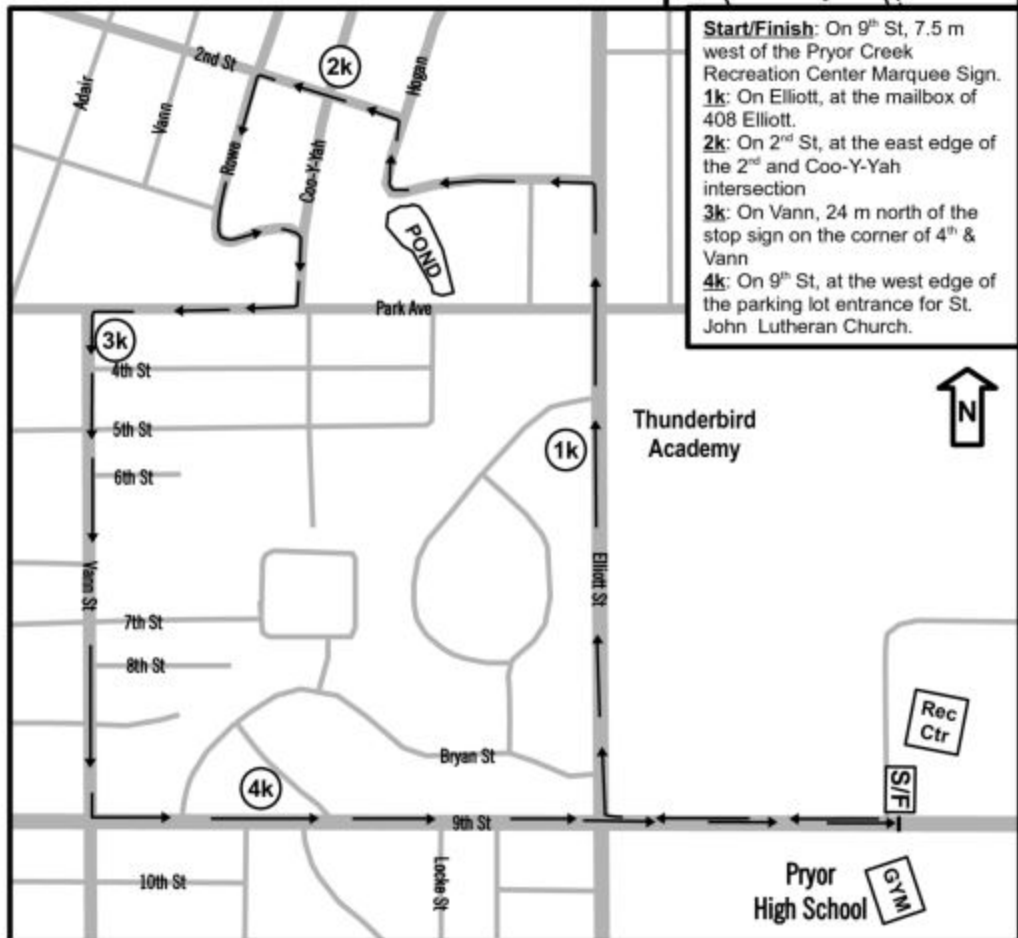 Start/Finish: On 9th St, 7.5 m
west of the Pryor Creek
Recreation Center Marquee Sign.
1k: On Elliott, at the mailbox of
408 Elliott.
2k: On 2nd St, at the east edge of
the 2nd and Coo-Y-Yah
intersection
3k: On Vann, 24 m north of the
stop sign on the corner of 4th &
Vann
4k: On 9th St, at the west edge of
the parking lot entrance for St.
John Lutheran Church.
2nd St
2k
Hogan
Adair
Vann
Rowe
Coo-Y-Yah
POND
Park Ave
3k
4th St
N
Thunderbird
Academy
5th St
1k
6th St
Vann St
Elliott St
7th St
8th St
Rec
Ctr
Bryan St
4k
S/F
9th St
10th St
Locke St
Pryor
High School
GYM